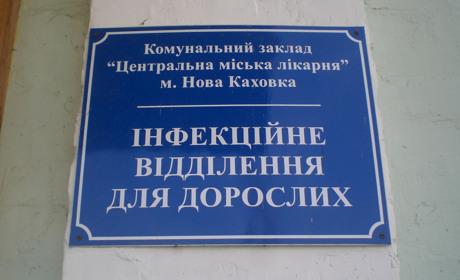 Комунальний заклад
“Центральна міська лікарня”
м. Нова Каховка
ІНФЕКЦІЙНЕ
ВІДДІЛЕННЯ
ДЛЯ ДОРОСЛИХ